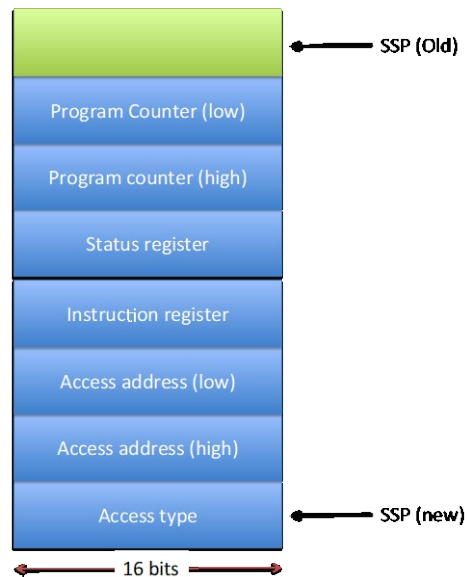 SSP (Old)
Program Counter (low)
Program counter (high)
Status register
Instruction register
Access address (low)
Access address (high)
Access type
SSP (new)
16 bits